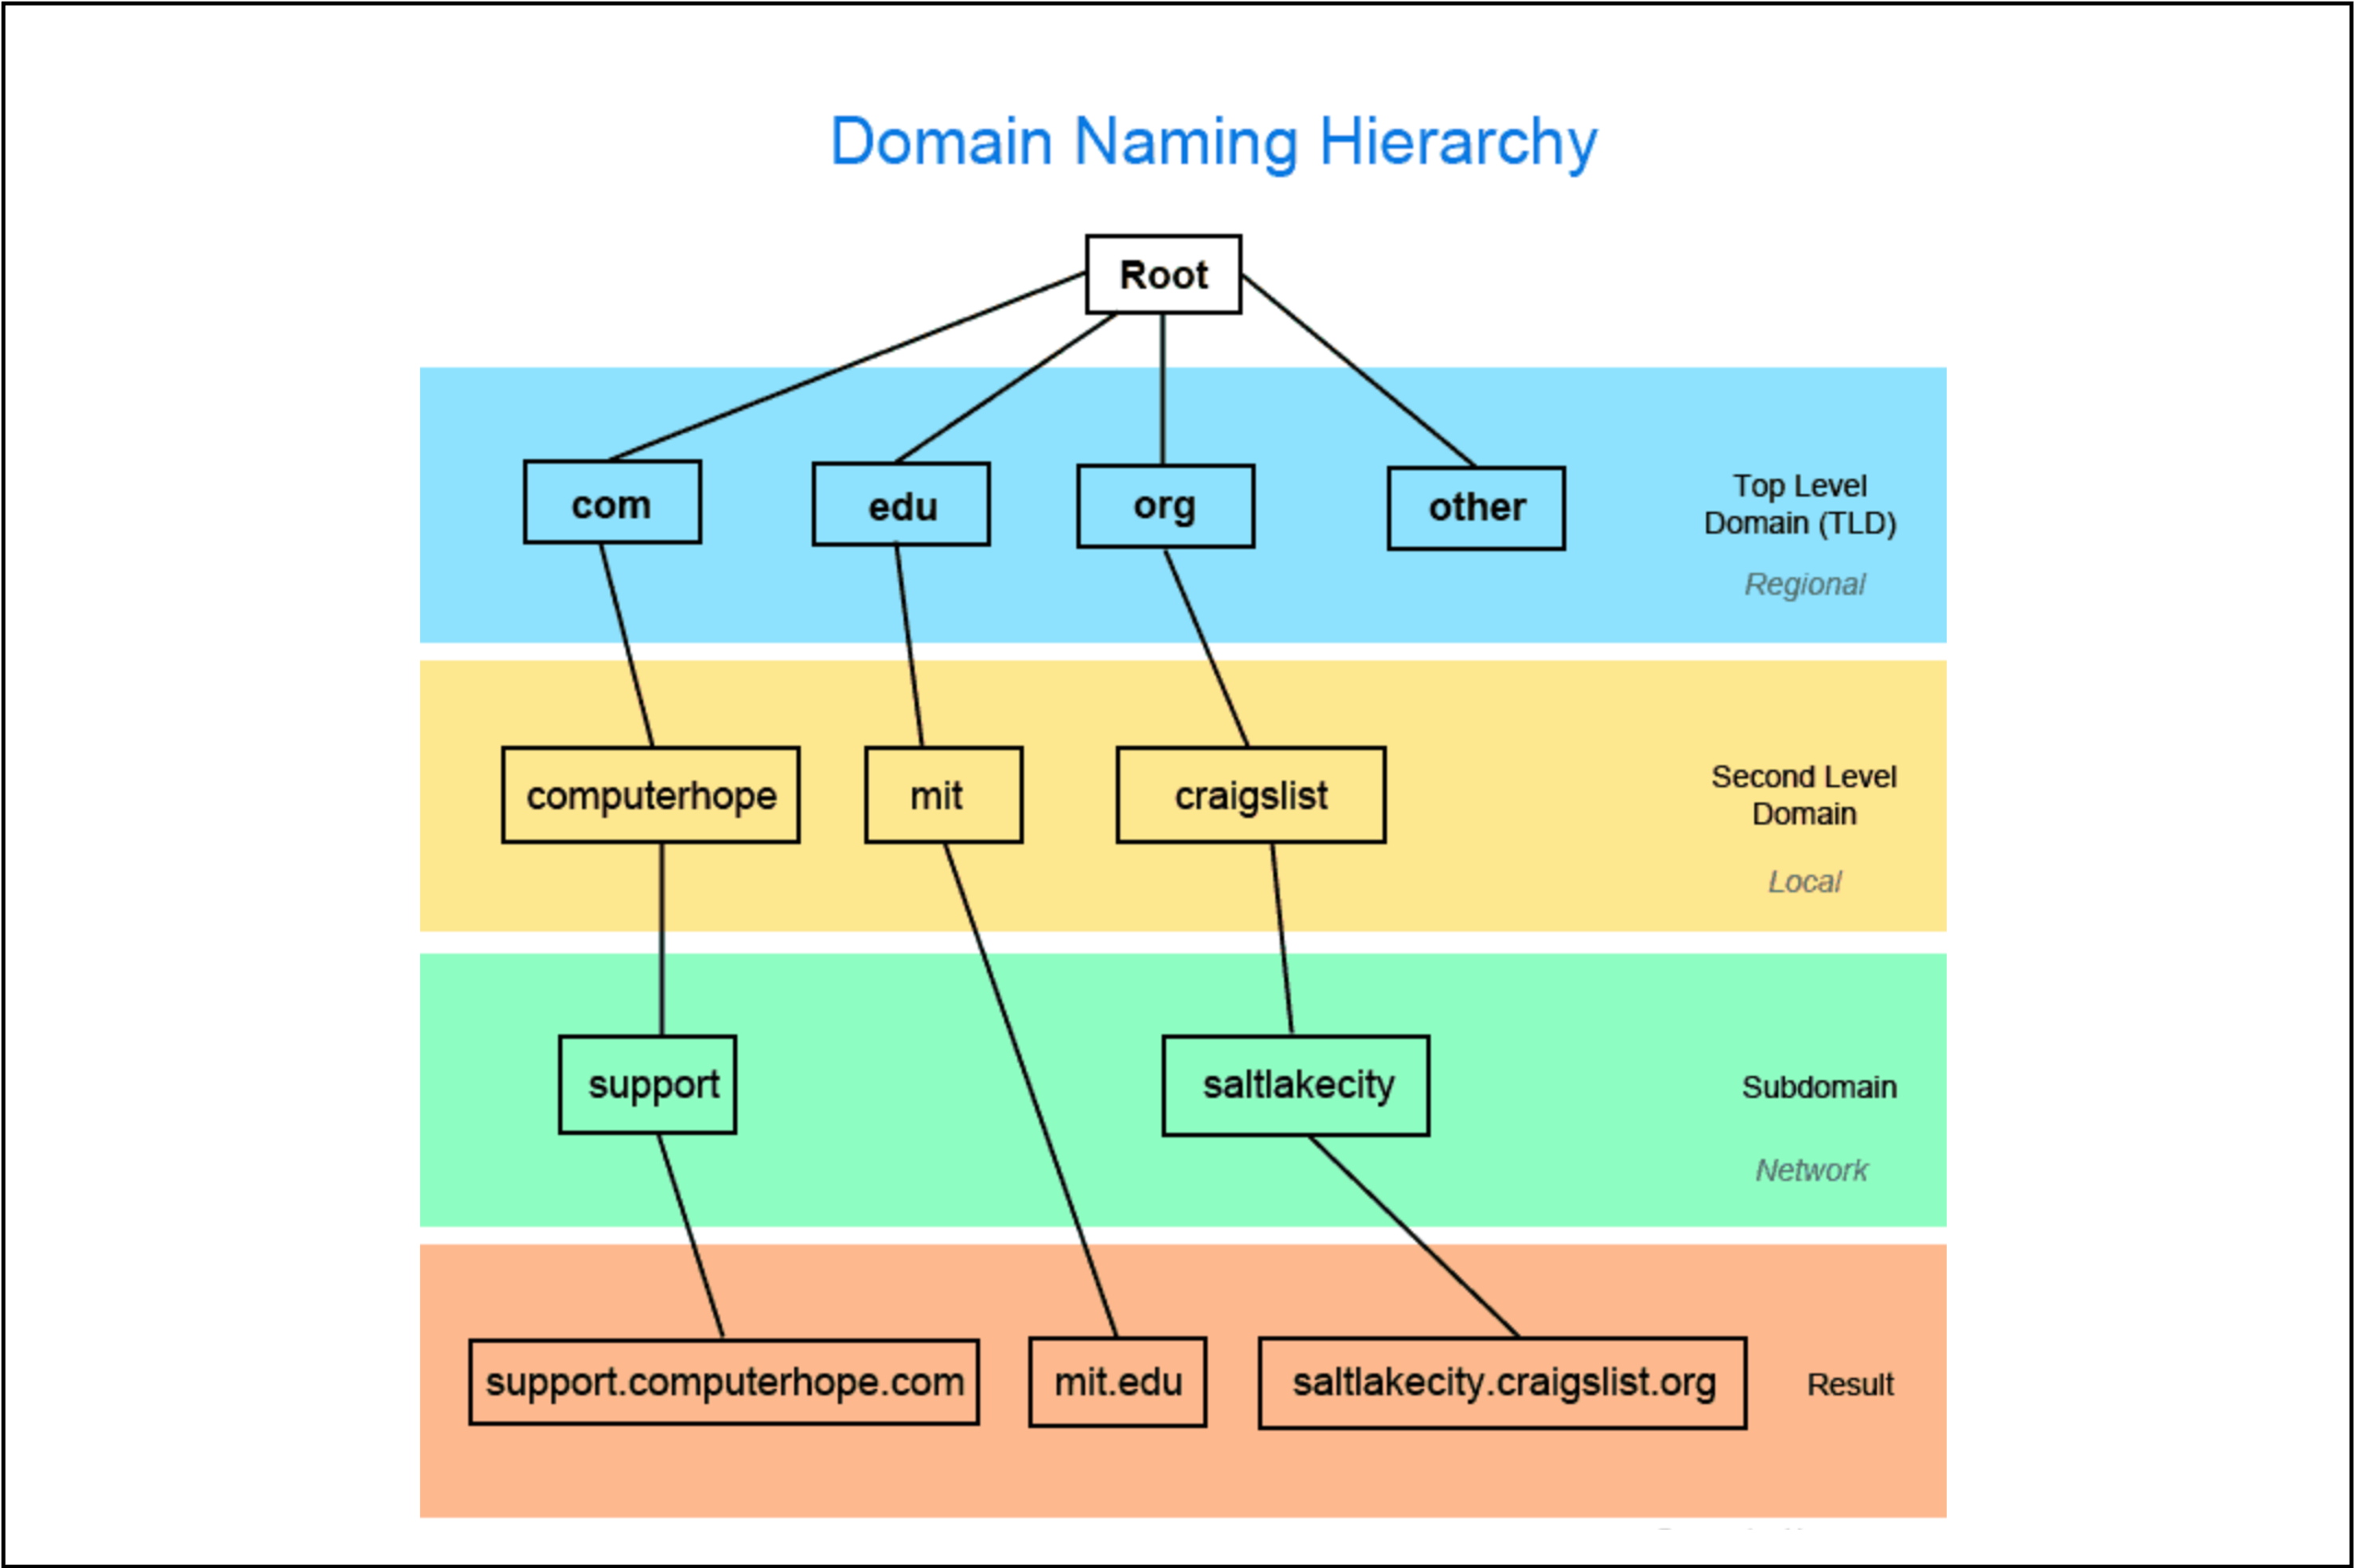 Domain Naming Hierarchy
Root
com
edu
org
other
Top Level
Domain (TLD)
Regional
computerhope
mit
craigslist
Second Level
Domain
Local
support
saltlakecity
Subdomain
Network
support.computerhope.com
mit.edu
saltlakecity.craigslist.org
Result